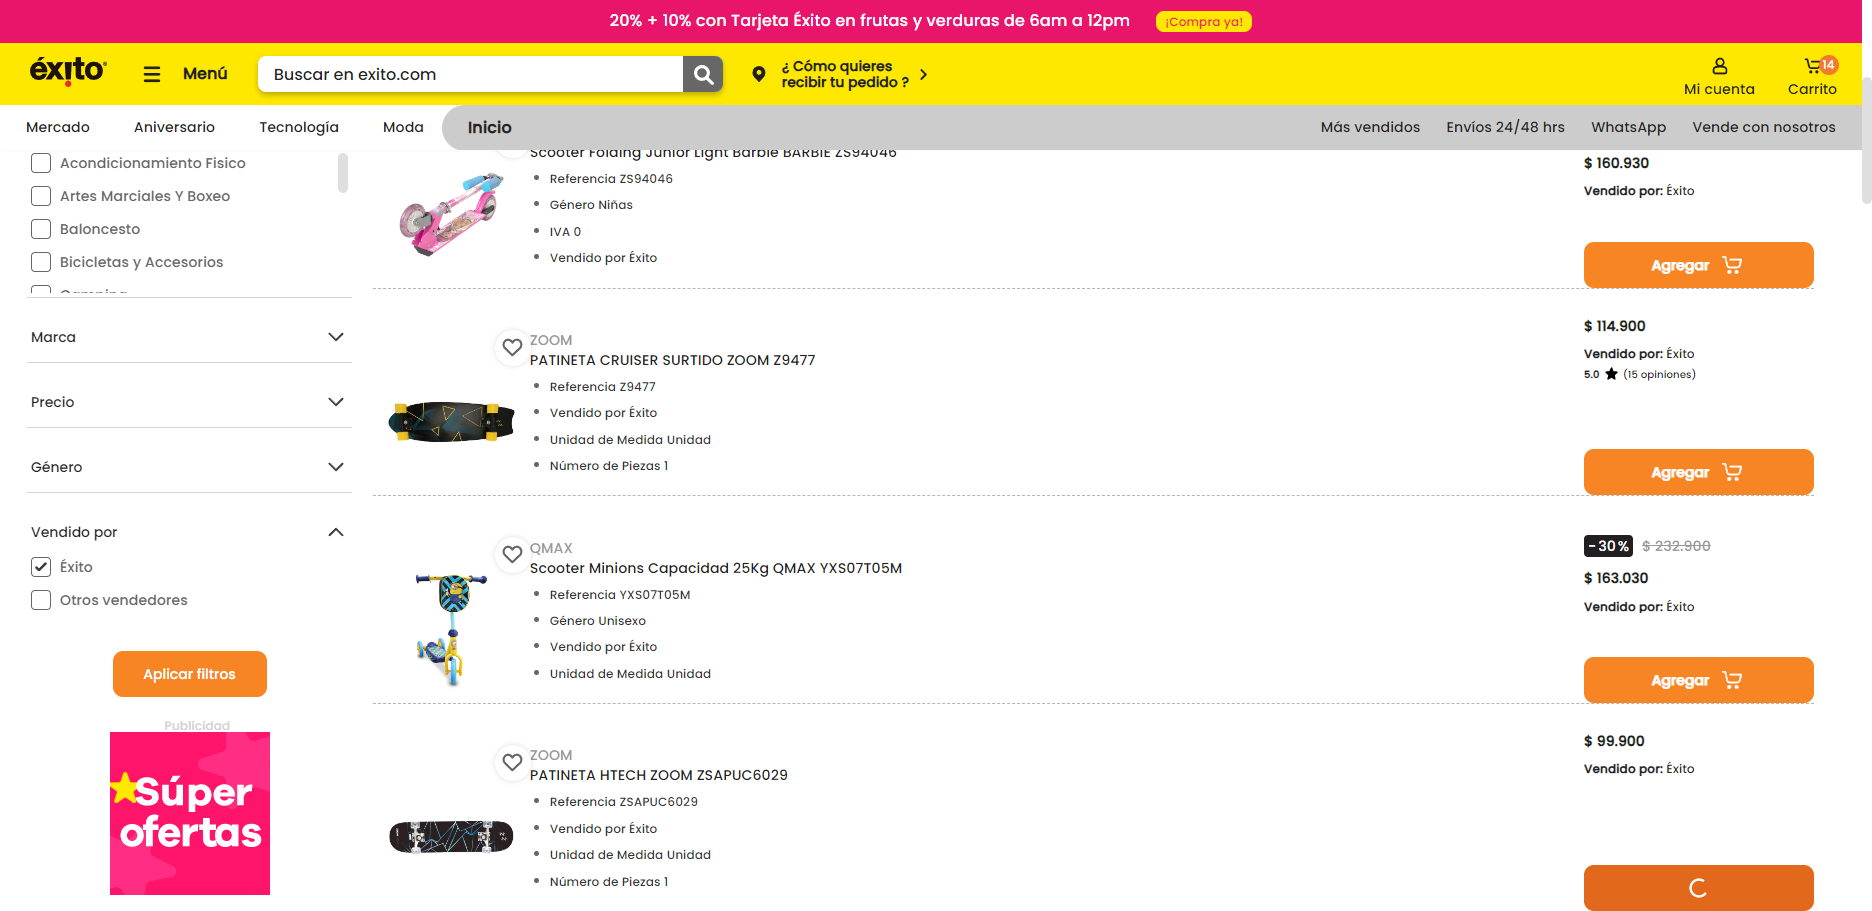 20% + 10% con Tarjeta Éxito en frutas y verduras de 6am a 12pm
¡Compra ya!
éxito
Menú
Buscar en exito.com
¿ Cómo quieres
recibir tu pedido ?
Mi cuenta
14
Carrito
Mercado
Aniversario
Tecnología
Moda
Inicio
Más vendidos
Envíos 24/48 hrs
WhatsApp
Vende con nosotros
Acondicionamiento Fisico
Artes Marciales Y Boxeo
Baloncesto
Bicicletas y Accesorios
Camping
Marca
Precio
Género
Vendido por
Éxito
Otros vendedores
Aplicar filtros
Publicidad
Súper
ofertas
Scooter Folding Junior Light Barbie BARBIE ZS94046
Referencia ZS94046
Género Niñas
IVA 0
Vendido por Éxito
$ 160.930
Vendido por: Éxito
Agregar
ZOOM
PATINETA CRUISER SURTIDO ZOOM Z9477
Referencia Z9477
Vendido por Éxito
Unidad de Medida Unidad
Número de Piezas 1
$ 114.900
Vendido por: Éxito
5.0 ★ (15 opiniones)
Agregar
QMAX
Scooter Minions Capacidad 25Kg QMAX YXS07T05M
Referencia YXS07T05M
Género Unisexo
Vendido por Éxito
Unidad de Medida Unidad
-30% $ 232.900
$ 163.030
Vendido por: Éxito
Agregar
ZOOM
PATINETA HTECH ZOOM ZSAPUC6029
Referencia ZSAPUC6029
Vendido por Éxito
Unidad de Medida Unidad
Número de Piezas 1
$ 99.900
Vendido por: Éxito